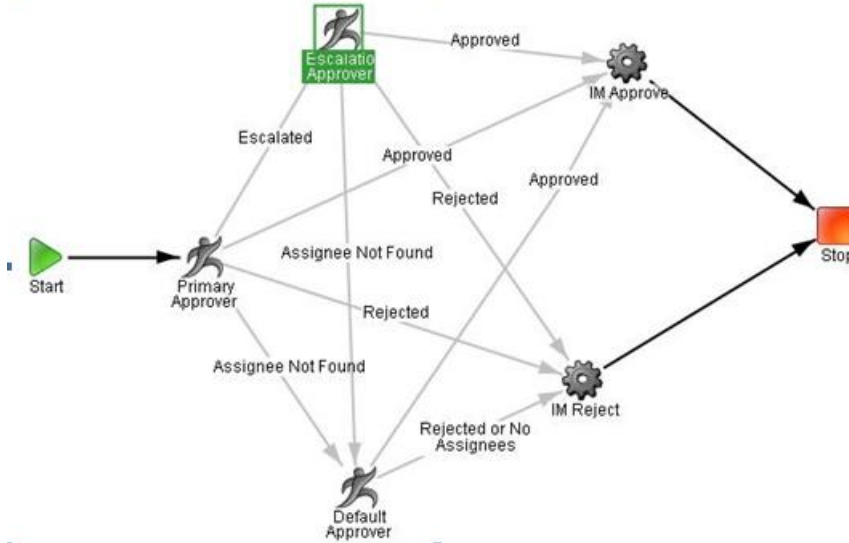 Approved
Escalatio
Approver
IM Approve
Escalated
Approved
Approved
Rejected
Assignee Not Found
Start
Primary
Approver
Stop
Rejected
Assignee Not Found
IM Reject
Rejected or No
Assignees
Default
Approver